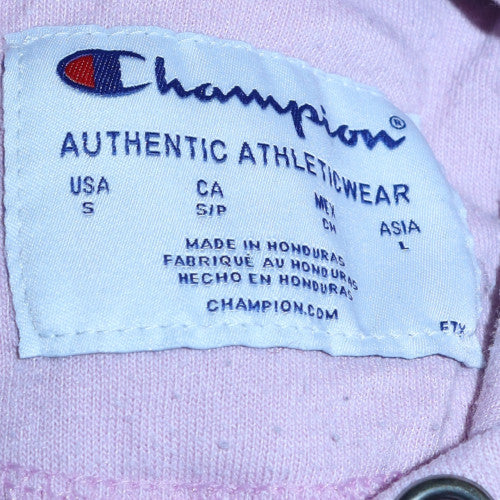 Champion®
AUTHENTIC ATHLETICWEAR
USA CA MEX ASIA
S S/P CH L
MADE IN HONDURAS
FABRIQUÉ AU HONDURAS
HECHO EN HONDURAS
CHAMPION.COM